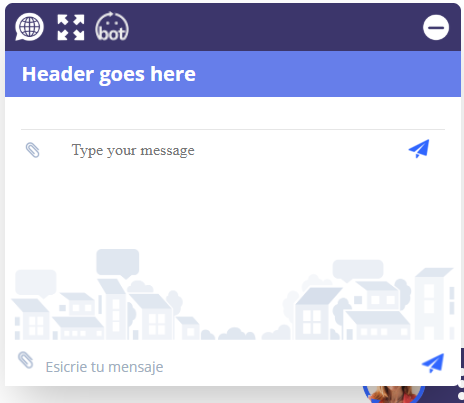 bot
Header goes here
Type your message
Esicrie tu mensaje